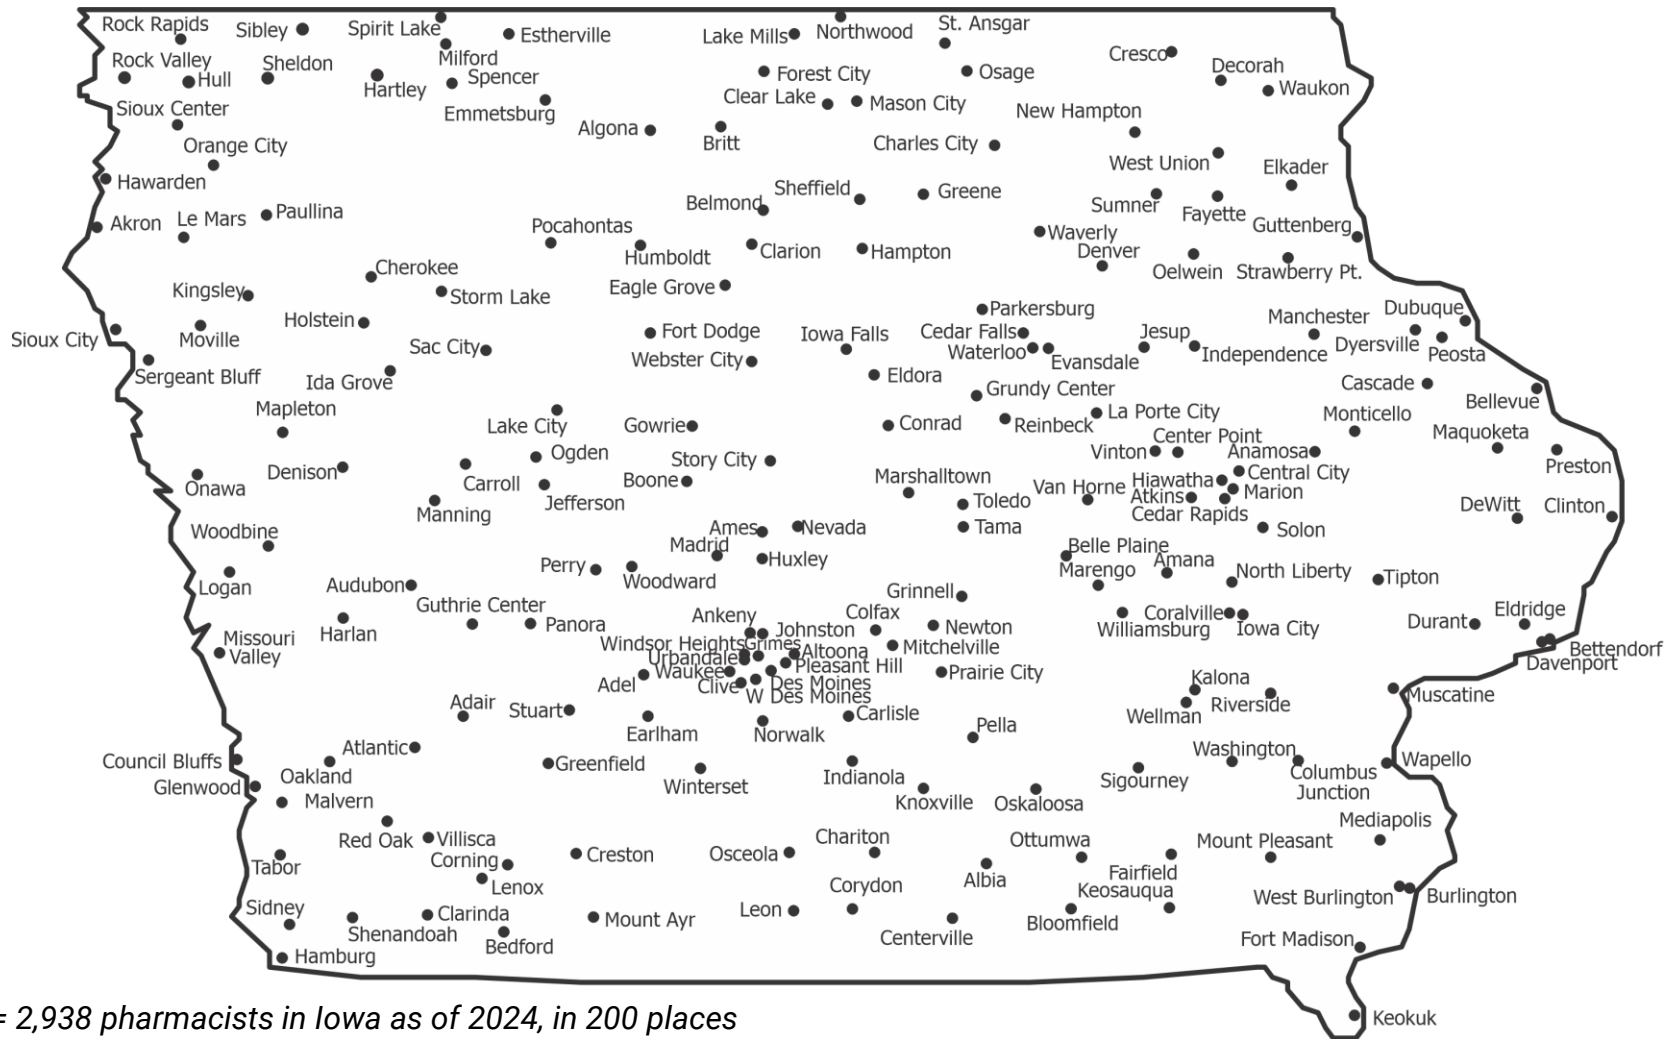 Rock Rapids
Sibley
Spirit Lake
Estherville
Lake Mills
Northwood
St. Ansgar
Cresco
Decorah
Waukon
Rock Valley
Hull
Sheldon
Hartley
Milford
Spencer
Emmetsburg
Forest City
Clear Lake
Mason City
Osage
New Hampton
Sioux Center
Orange City
Algona
Britt
Charles City
West Union
Elkader
Hawarden
Sheffield
Greene
Sumner
Fayette
Guttenberg
Akron
Le Mars
Paullina
Belmond
Pocahontas
Humboldt
Clarion
Hampton
Waverly
Denver
Oelwein
Strawberry Pt.
Cherokee
Storm Lake
Eagle Grove
Kingsley
Parkersburg
Manchester
Dubuque
Sioux City
Moville
Holstein
Sac City
Fort Dodge
Webster City
Iowa Falls
Cedar Falls
Waterloo
Evansdale
Jesup
Independence
Dyersville
Peosta
Sergeant Bluff
Ida Grove
Eldora
Grundy Center
Cascade
Bellevue
Mapleton
Lake City
Gowrie
Conrad
Reinbeck
La Porte City
Monticello
Maquoketa
Preston
Center Point
Vinton
Anamosa
Onawa
Denison
Carroll
Ogden
Jefferson
Boone
Story City
Marshalltown
Toledo
Tama
Van Horne
Hiawatha
Central City
Atkins
Marion
Cedar Rapids
Solon
DeWitt
Clinton
Manning
Woodbine
Ames
Nevada
Madrid
Huxley
Belle Plaine
Marengo
Amana
North Liberty
Tipton
Logan
Audubon
Perry
Woodward
Grinnell
Guthrie Center
Panora
Harlan
Missouri
Valley
Ankeny
Johnston
Colfax
Newton
Williamsburg
Coralville
Iowa City
Durant
Eldridge
Bettendorf
Davenport
Windsor Heights
Grimes
Urbandale
Altoona
Mitchelville
Waukee
Pleasant Hill
Prairie City
Adel
Clive
Des Moines
W Des Moines
Kalona
Riverside
Wellman
Muscatine
Adair
Stuart
Earlham
Norwalk
Carlisle
Pella
Council Bluffs
Glenwood
Oakland
Atlantic
Greenfield
Winterset
Indianola
Knoxville
Oskaloosa
Sigourney
Washington
Columbus
Junction
Wapello
Malvern
Red Oak
Villisca
Corning
Lenox
Creston
Osceola
Chariton
Ottumwa
Albia
Fairfield
Mount Pleasant
Mediapolis
Tabor
Sidney
Shenandoah
Clarinda
Bedford
Mount Ayr
Leon
Corydon
Centerville
Bloomfield
Keosauqua
West Burlington
Burlington
Hamburg
Fort Madison
Keokuk
= 2,938 pharmacists in Iowa as of 2024, in 200 places